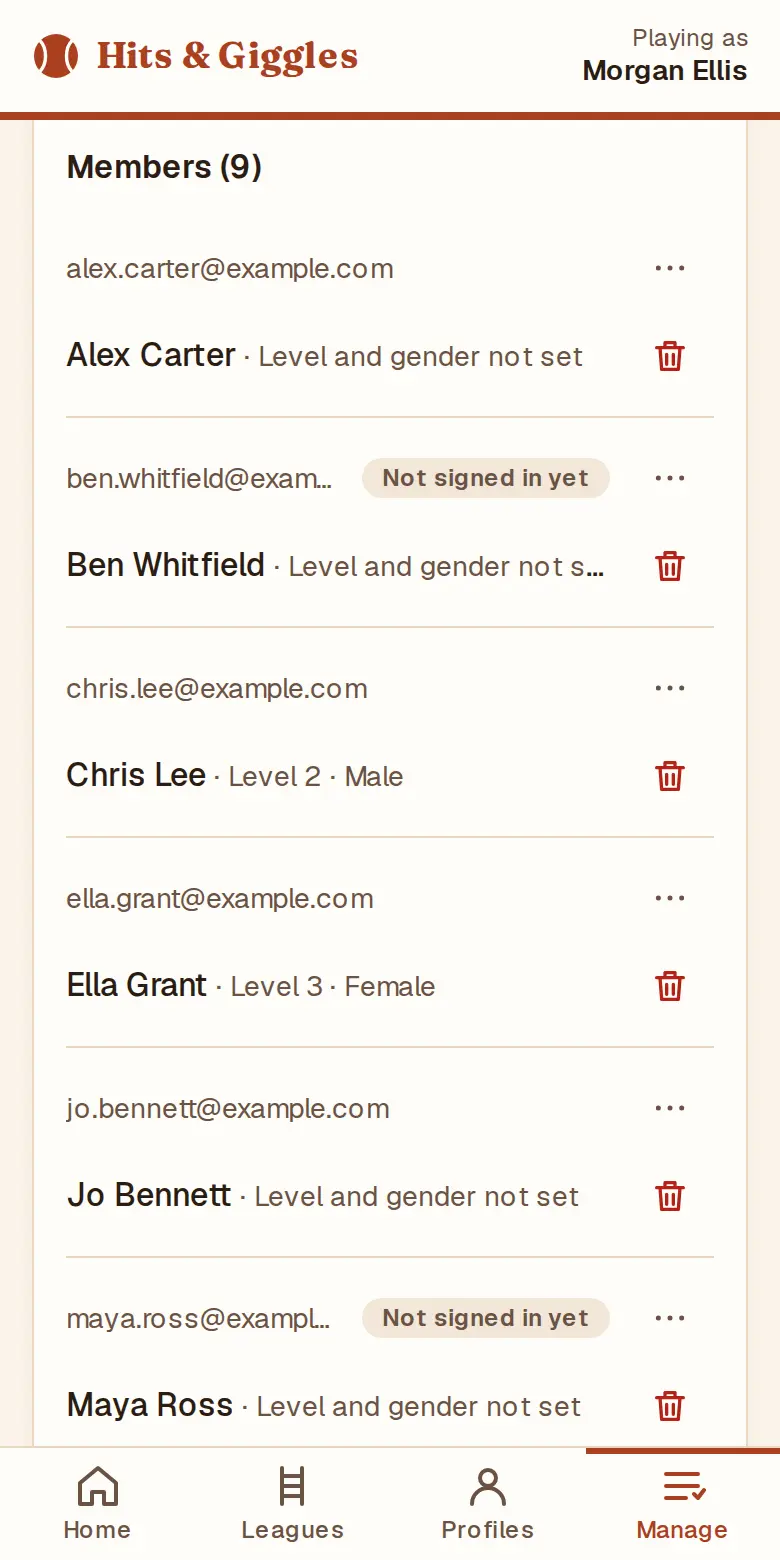 Hits & Giggles
Playing as
Morgan Ellis
Members (9)
alex.carter@example.com
Alex Carter · Level and gender not set
ben.whitfield@exam... Not signed in yet
Ben Whitfield · Level and gender not s...
chris.lee@example.com
Chris Lee · Level 2 · Male
ella.grant@example.com
Ella Grant · Level 3 · Female
jo.bennett@example.com
Jo Bennett · Level and gender not set
maya.ross@exampl... Not signed in yet
Maya Ross · Level and gender not set
Home Leagues Profiles Manage